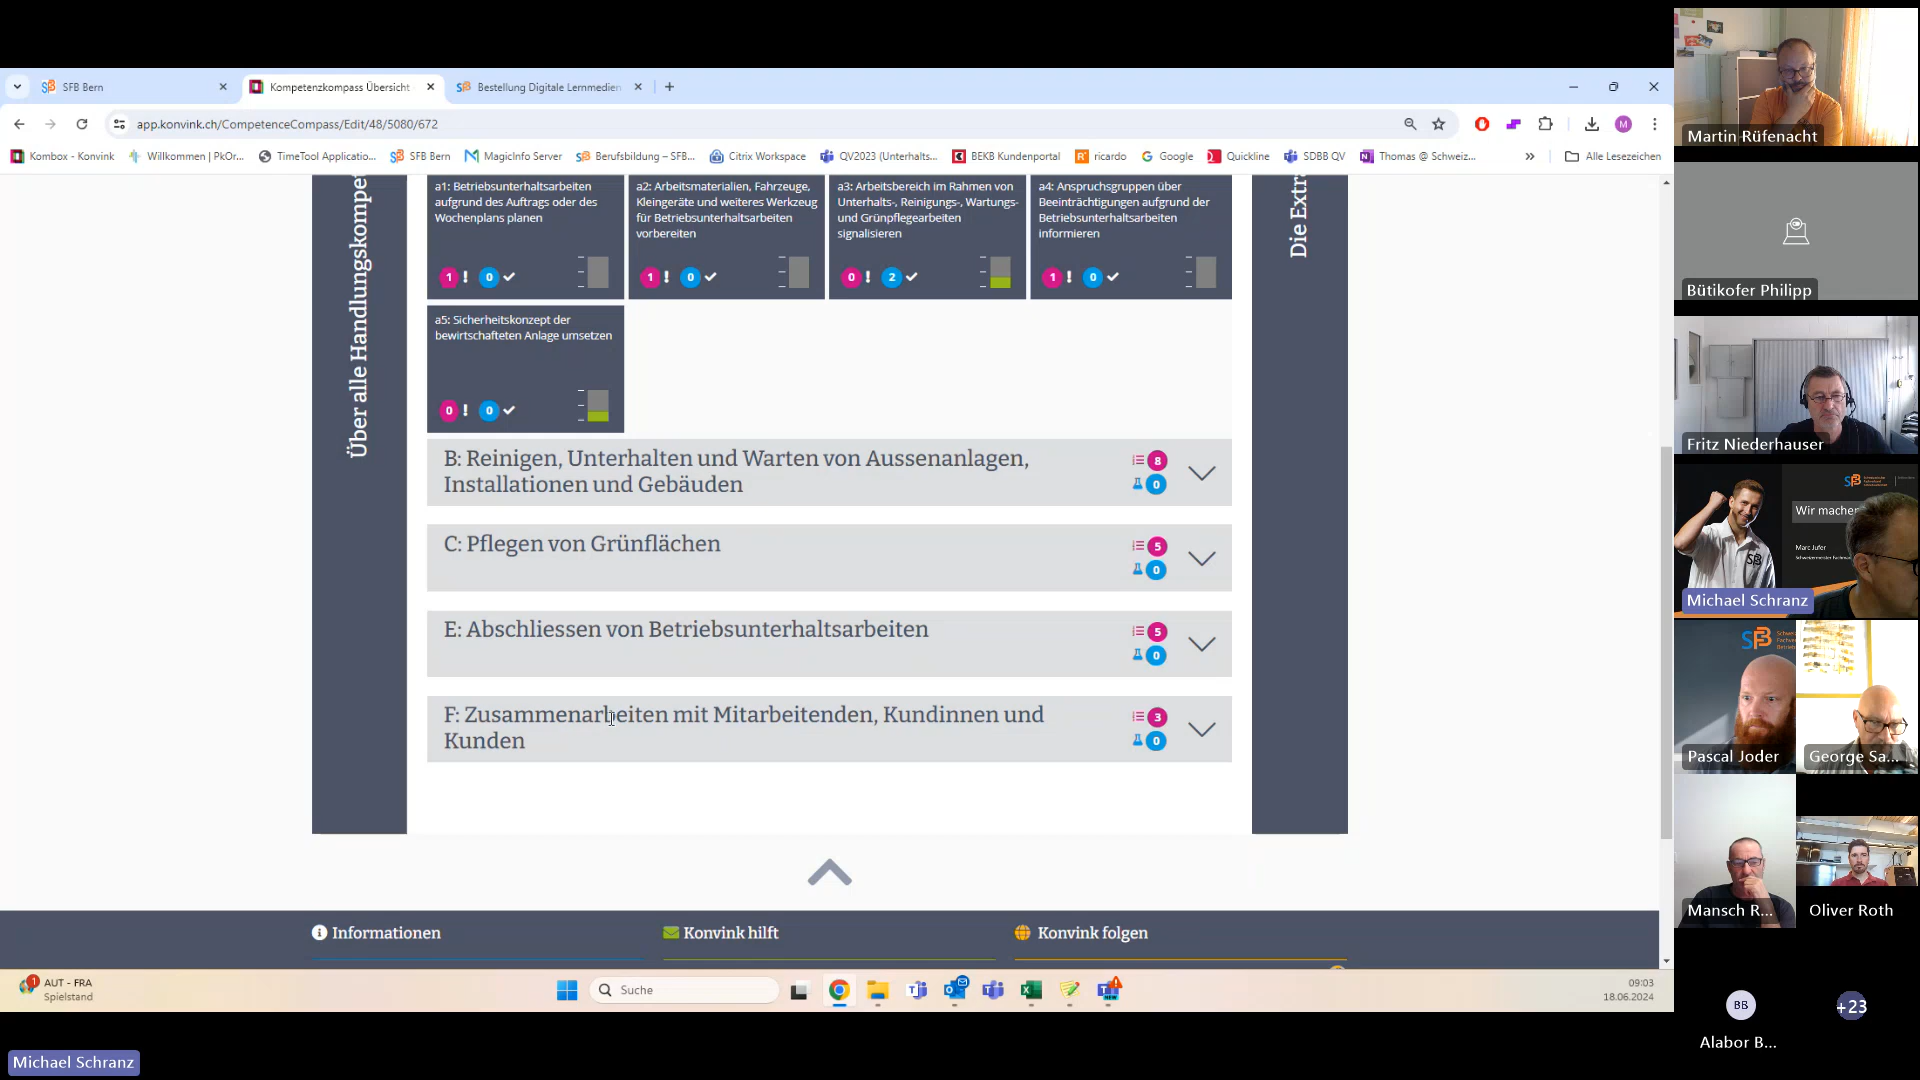 SFB Bern
Kompetenzkompass Übersicht
Bestellung Digitale Lernmedien
app.konvink.ch/CompetenceCompass/Edit/48/5080/672
M
Kombox - Konvink
Willkommen | PkOr...
TimeTool Applicatio...
SFB Bern
MagicInfo Server
Berufsbildung – SFB...
Citrix Workspace
QV2023 (Unterhalts...
BEKB Kundenportal
ricardo
Google
Quickline
SDBB QV
Thomas @ Schweiz...
»
Alle Lesezeichen
Über alle Handlungskompe
a1: Betriebsunterhaltsarbeiten
aufgrund des Auftrags oder des
Wochenplans planen
1 ! 0
a2: Arbeitsmaterialien, Fahrzeuge,
Kleingeräte und weiteres Werkzeug
für Betriebsunterhaltsarbeiten
vorbereiten
1 ! 0
a3: Arbeitsbereich im Rahmen von
Unterhalts-, Reinigungs-, Wartungs-
und Grünpflegearbeiten
signalisieren
0 ! 2
a4: Anspruchsgruppen über
Beeinträchtigungen aufgrund der
Betriebsunterhaltsarbeiten
informieren
1 ! 0
a5: Sicherheitskonzept der
bewirtschafteten Anlage umsetzen
0 ! 0
Die Extr
B: Reinigen, Unterhalten und Warten von Aussenanlagen,
Installationen und Gebäuden
8
0
C: Pflegen von Grünflächen
5
0
E: Abschliessen von Betriebsunterhaltsarbeiten
5
0
F: Zusammenarbeiten mit Mitarbeitenden, Kundinnen und
Kunden
3
0
Informationen
Konvink hilft
Konvink folgen
1
AUT - FRA
Spielstand
Suche
NEW
09:03
18.06.2024
Michael Schranz
Martin Rüfenacht
Bütikofer Philipp
Fritz Niederhauser
SFB
Wir mache
Marc Jufer
Michael Schranz
SFB
Pascal Joder
George Sa...
Mansch R...
Oliver Roth
BB
Alabor B...
+23